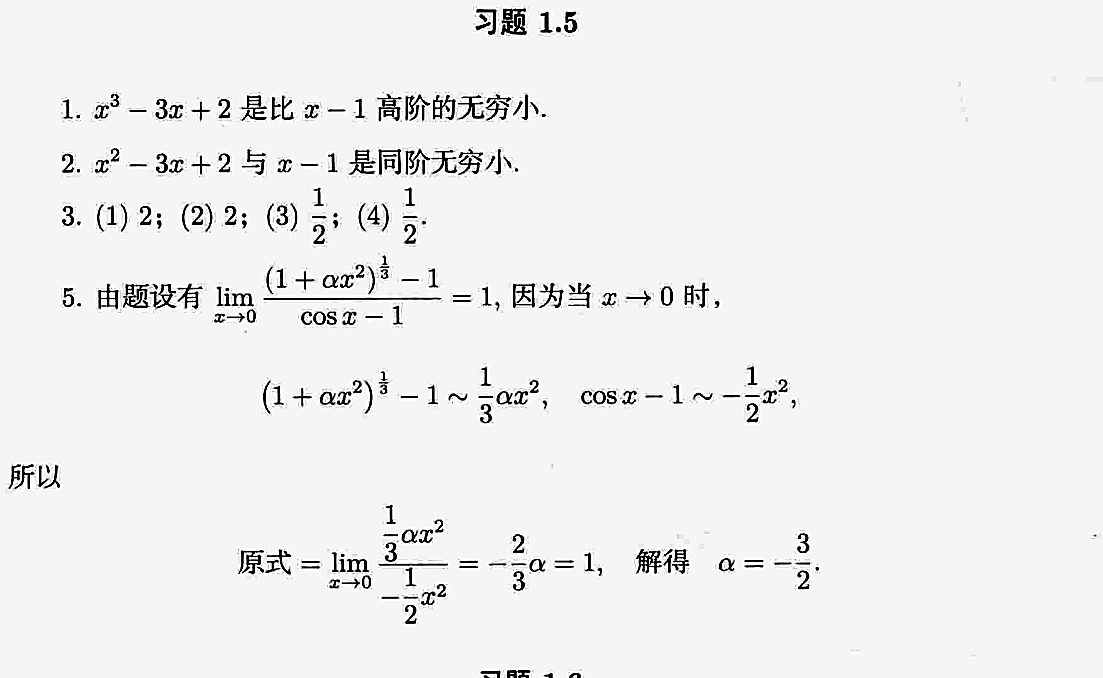 习题 1.5
1. x³ − 3x + 2 是比 x − 1 高阶的无穷小.
2. x² − 3x + 2 与 x − 1 是同阶无穷小.
3. (1) 2; (2) 2; (3) 1/2; (4) 1/2.
5. 由题设有 lim_{x→0} ((1 + αx²)^{1/3} − 1)/(cos x − 1) = 1, 因为当 x → 0 时,
(1 + αx²)^{1/3} − 1 ∼ 1/3 αx², cos x − 1 ∼ −1/2 x²,
所以
原式 = lim_{x→0} (1/3 αx²)/(−1/2 x²) = −2/3 α = 1, 解得 α = −3/2.